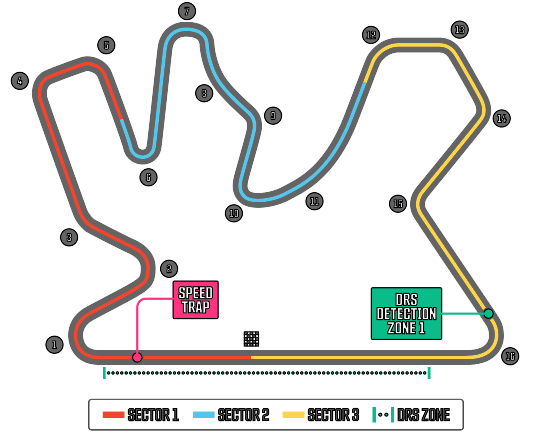 7
13
12
5
4
8
9
14
6
15
11
10
3
2
SPEED
TRAP
DRS
DETECTION
ZONE 1
1
16
SECTOR 1
SECTOR 2
SECTOR 3
DRS ZONE